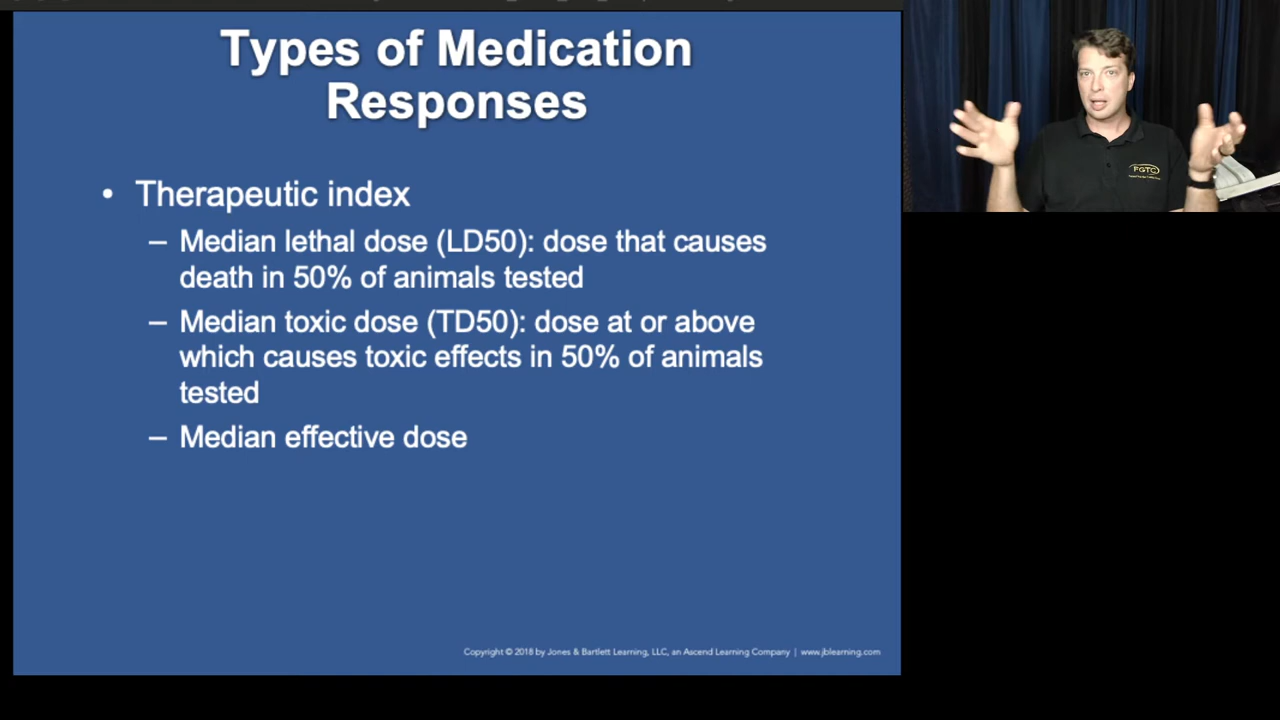 Types of Medication
Responses
• Therapeutic index
– Median lethal dose (LD50): dose that causes
death in 50% of animals tested
– Median toxic dose (TD50): dose at or above
which causes toxic effects in 50% of animals
tested
– Median effective dose
Copyright © 2018 by Jones & Bartlett Learning, LLC, an Ascend Learning Company | www.jblearning.com
FGTC